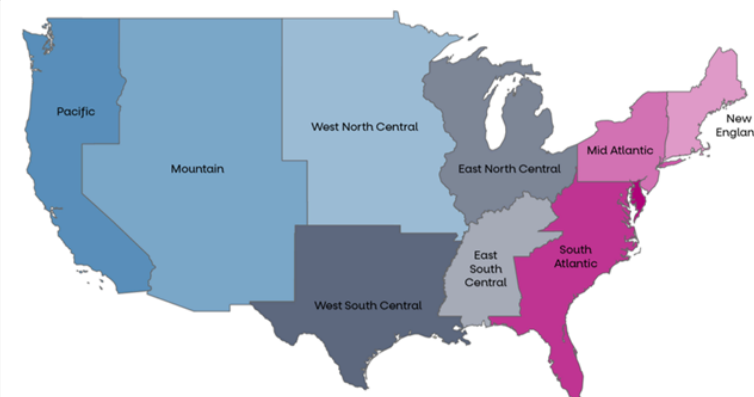 Pacific
Mountain
West North Central
East North Central
Mid Atlantic
New
Englan
West South Central
East
South
Central
South
Atlantic